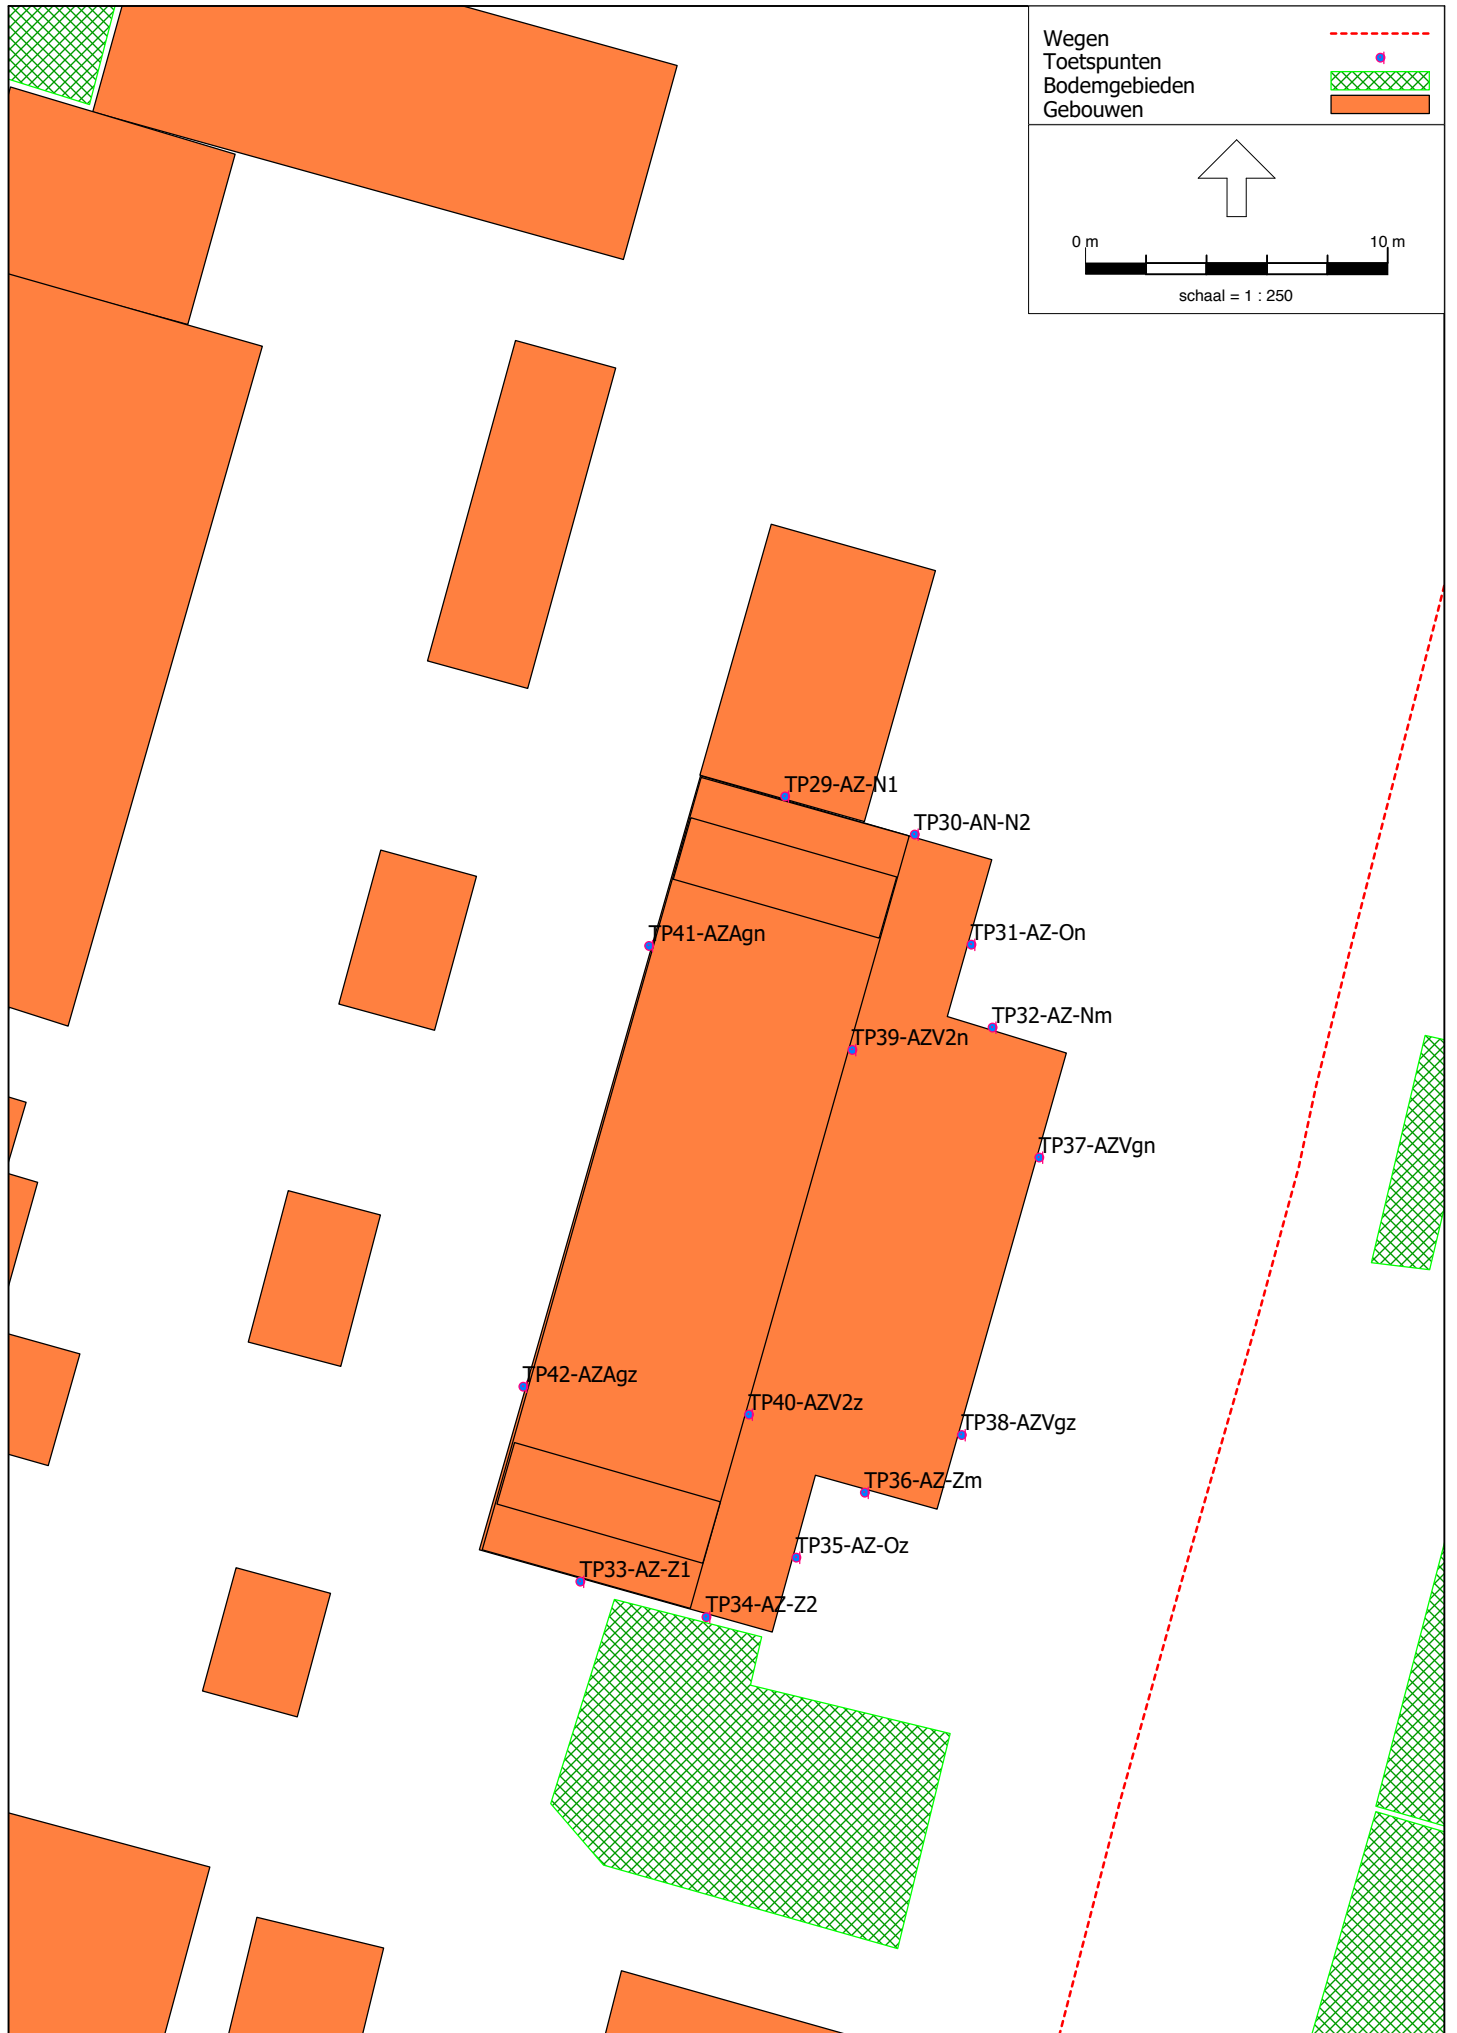 Wegen
Toetspunten
Bodemgebieden
Gebouwen
0 m 10 m
schaal = 1 : 250
TP29-AZ-N1
TP30-AN-N2
TP31-AZ-On
TP41-AZAgn
TP32-AZ-Nm
TP39-AZV2n
TP37-AZVgn
TP42-AZAgz
TP40-AZV2z
TP38-AZVgz
TP36-AZ-Zm
TP35-AZ-Oz
TP33-AZ-Z1
TP34-AZ-Z2